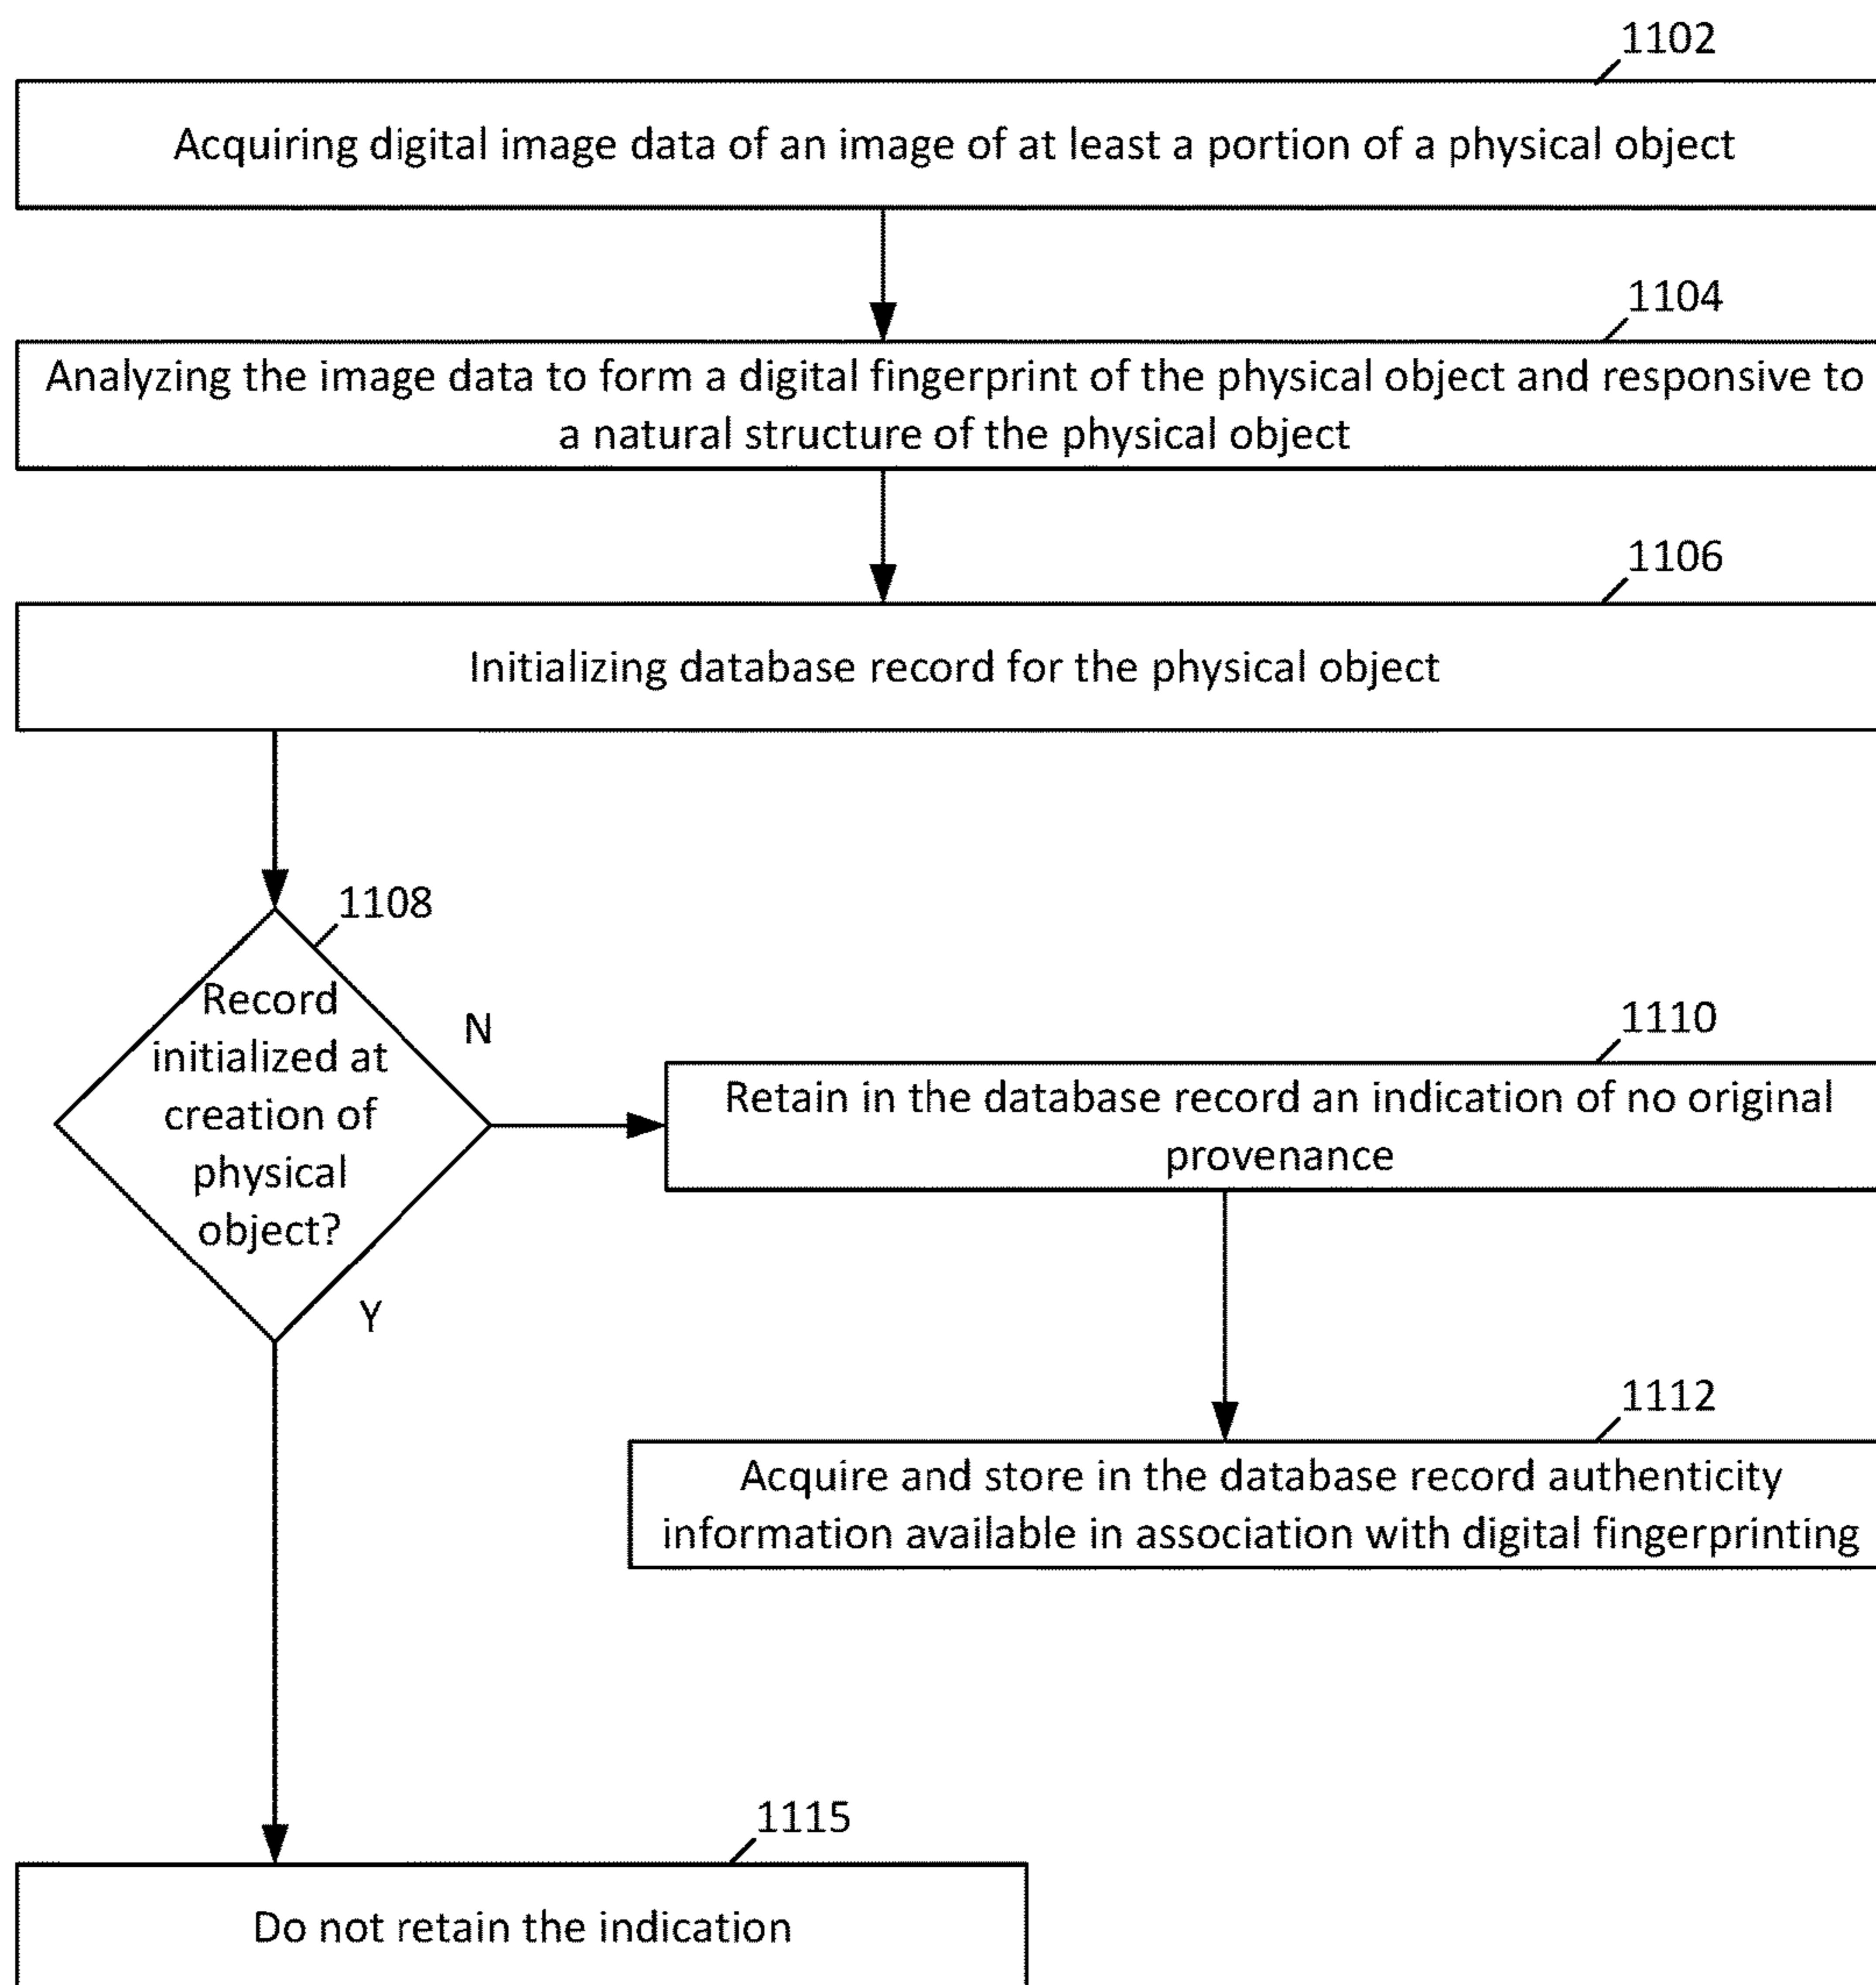 1102
Acquiring digital image data of an image of at least a portion of a physical object
1104
Analyzing the image data to form a digital fingerprint of the physical object and responsive to
a natural structure of the physical object
1106
Initializing database record for the physical object
1108
Record
initialized at
creation of
physical
object?
N
Y
1110
Retain in the database record an indication of no original
provenance
1112
Acquire and store in the database record authenticity
information available in association with digital fingerprinting
1115
Do not retain the indication